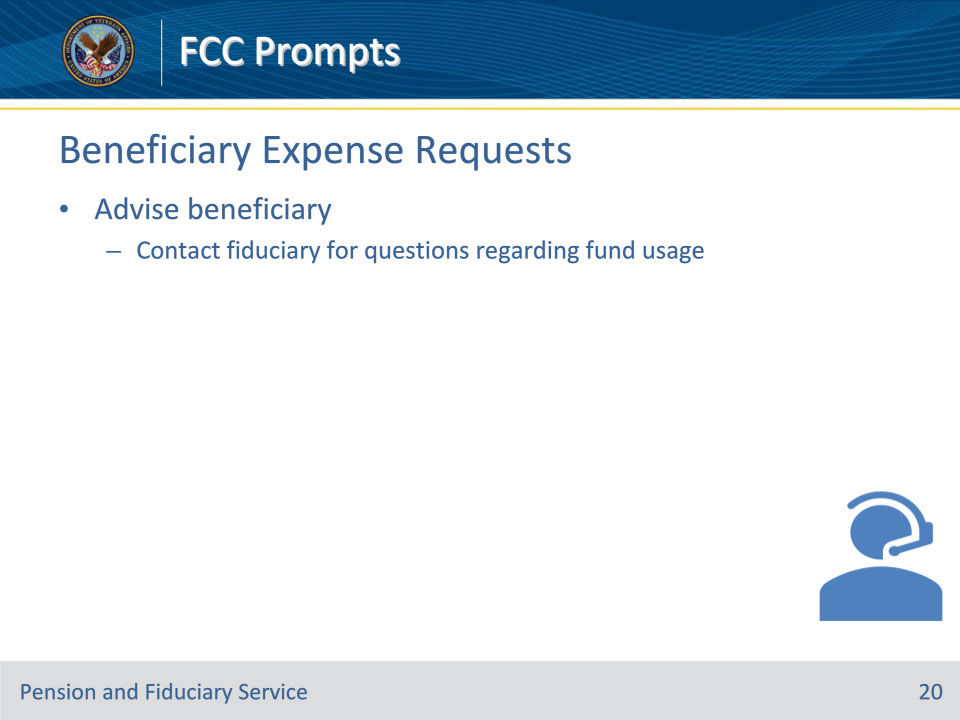 FCC Prompts
Beneficiary Expense Requests
• Advise beneficiary
– Contact fiduciary for questions regarding fund usage
Pension and Fiduciary Service
20